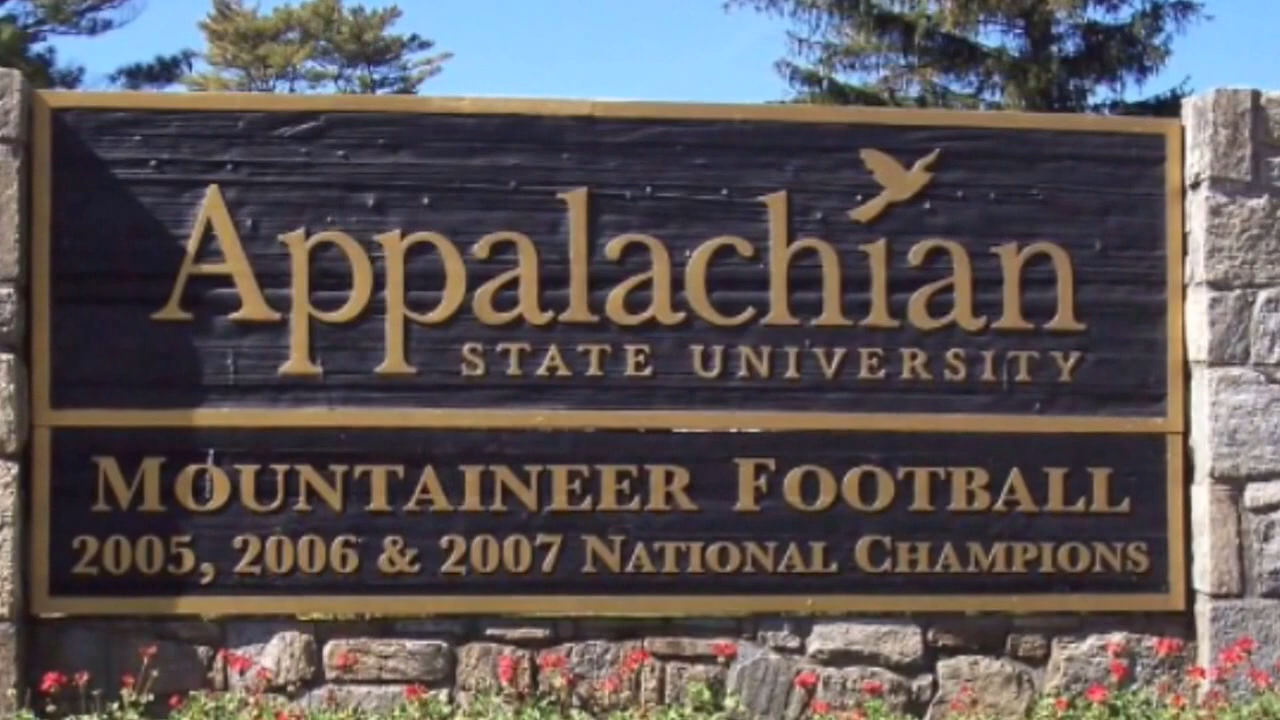 Appalachian
STATE UNIVERSITY
MOUNTAINEER FOOTBALL
2005, 2006 & 2007 NATIONAL CHAMPIONS